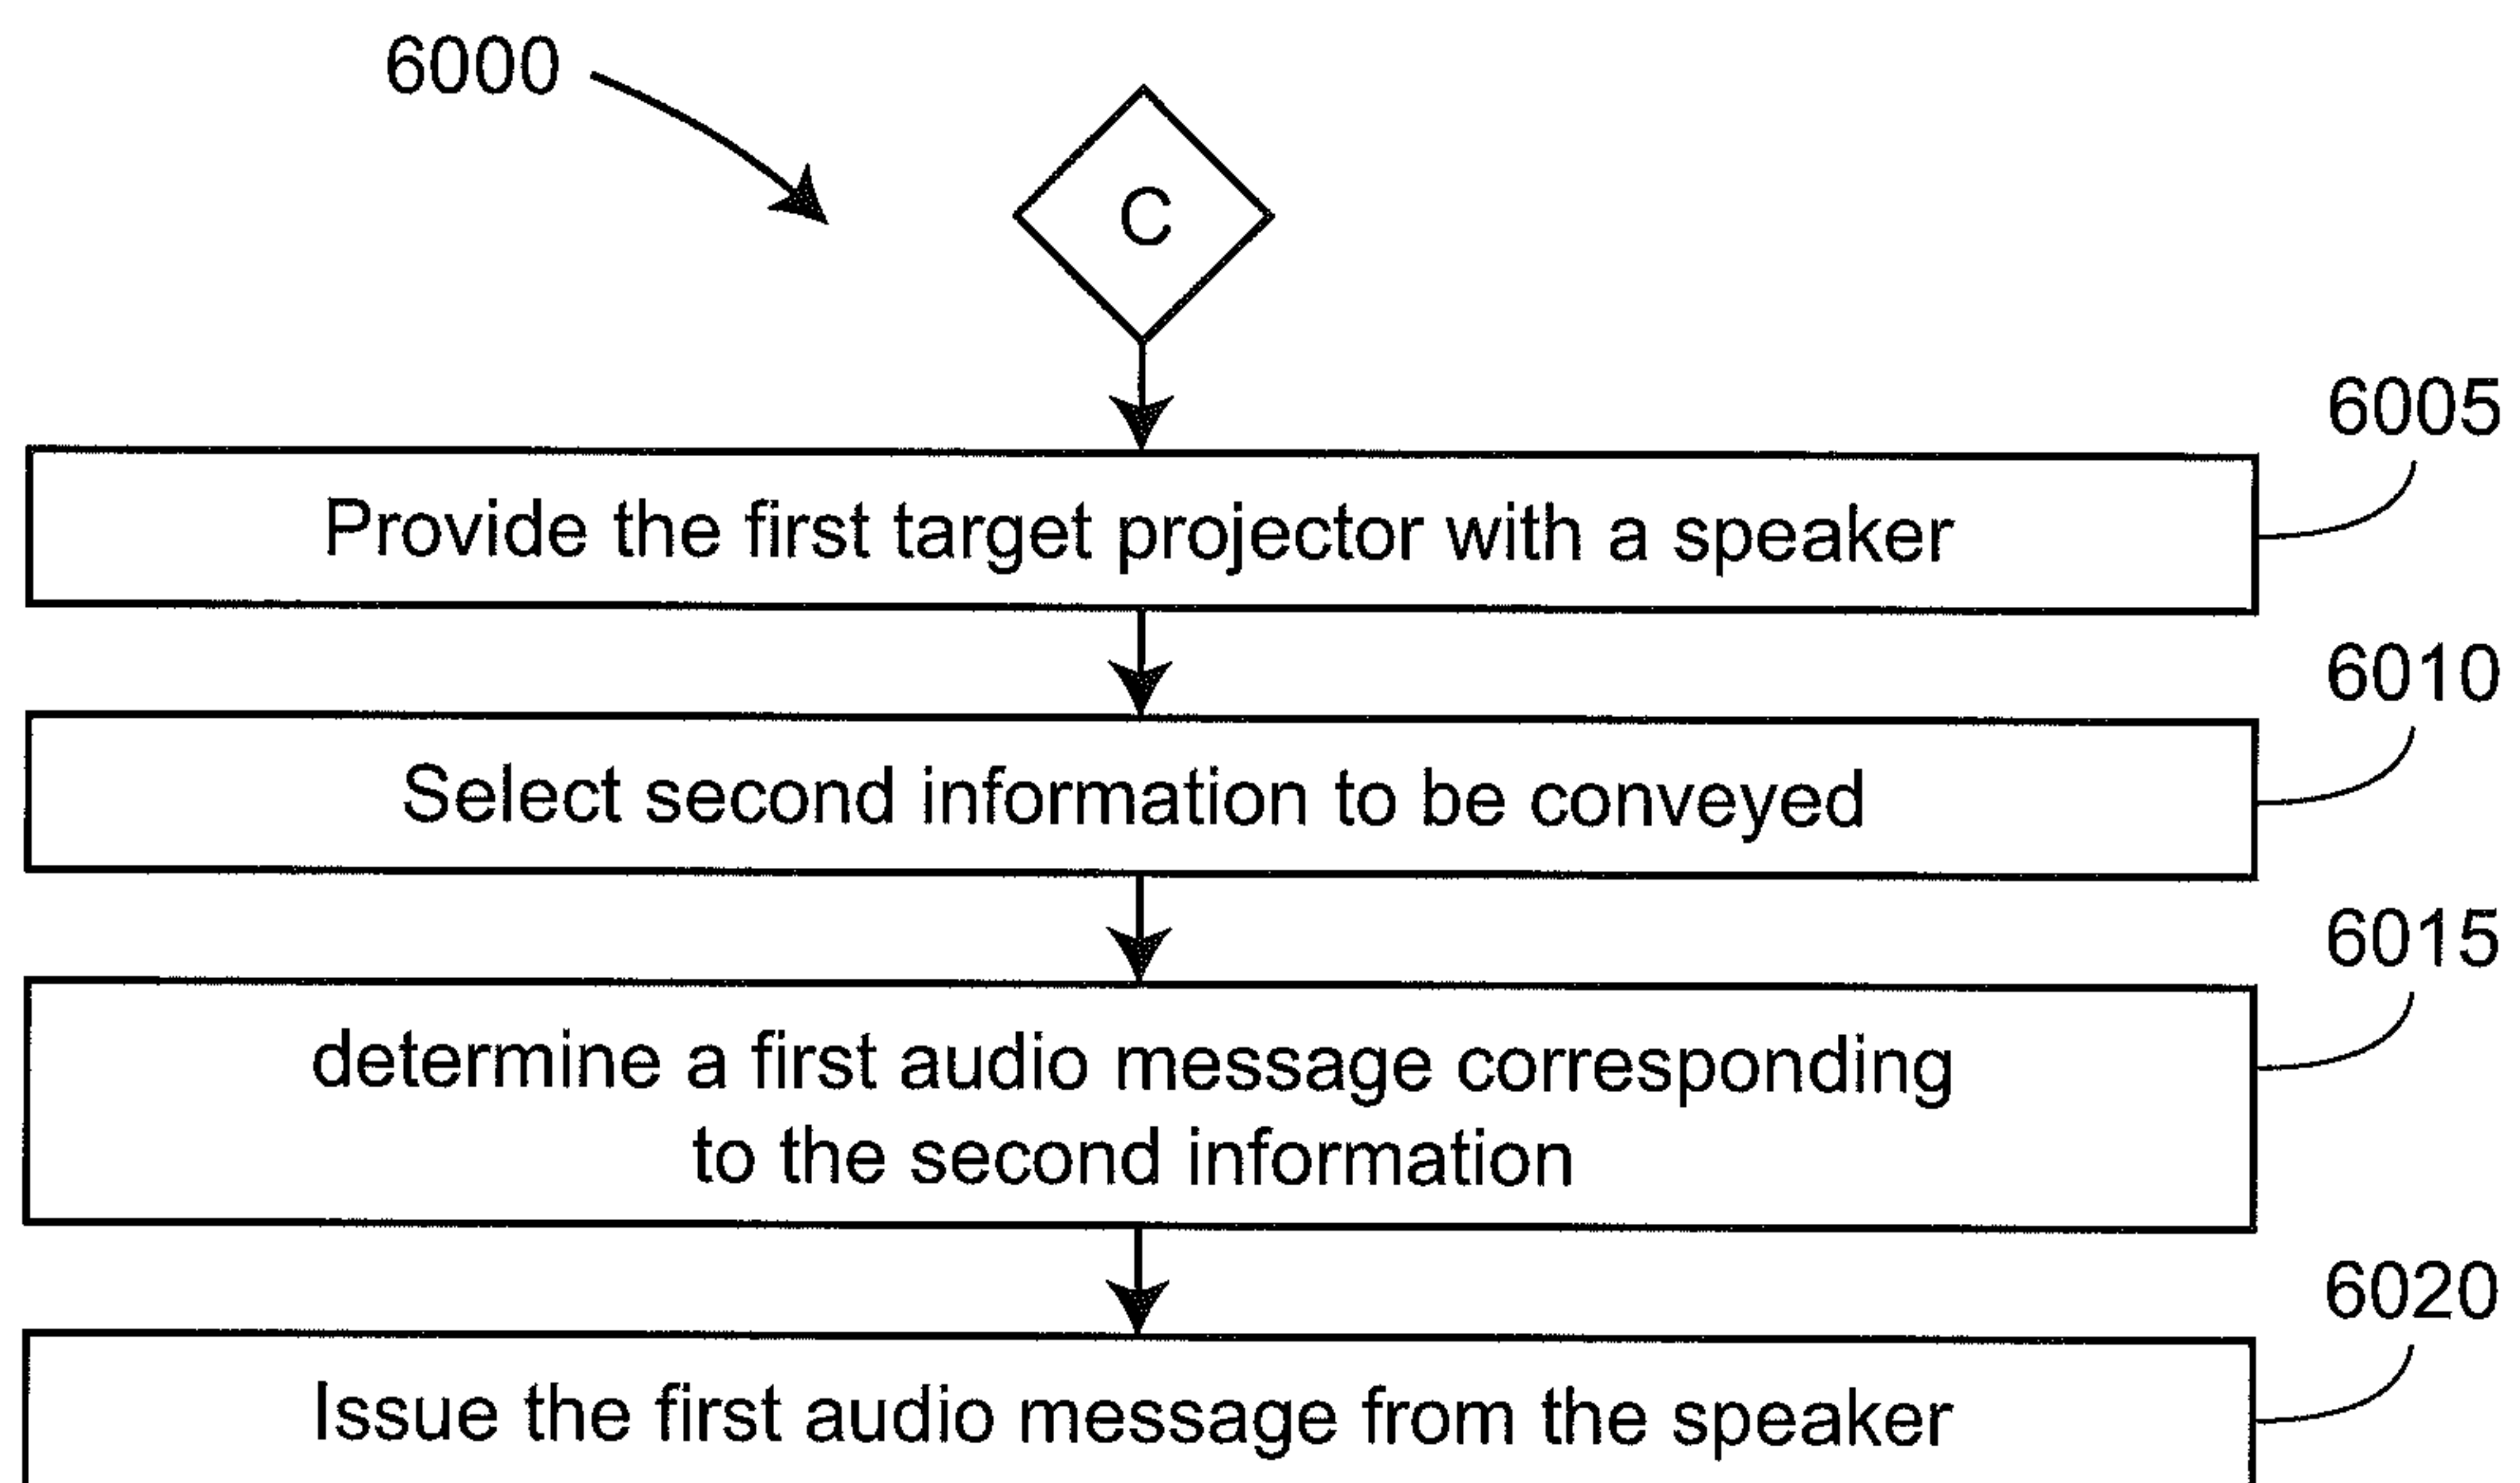 6000
C
6005
Provide the first target projector with a speaker
6010
Select second information to be conveyed
6015
determine a first audio message corresponding
to the second information
6020
Issue the first audio message from the speaker